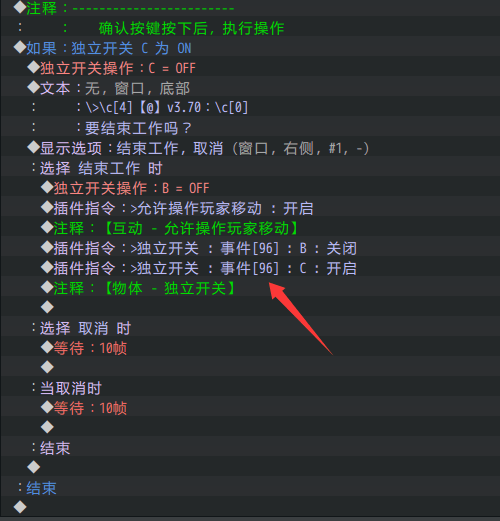 ◆注释：-----------------------
：　　：　　确认按键按下后，执行操作
◆如果：独立开关 C 为 ON
◆独立开关操作：C = OFF
◆文本：无, 窗口, 底部
：　　：\>\c[4]【@】v3.70：\c[0]
：　　：要结束工作吗？
◆显示选项：结束工作, 取消 (窗口, 右侧, #1, -)
：选择 结束工作 时
◆独立开关操作：B = OFF
◆插件指令：>允许操作玩家移动 : 开启
◆注释：【互动 - 允许操作玩家移动】
◆插件指令：>独立开关 : 事件[96] : B : 关闭
◆插件指令：>独立开关 : 事件[96] : C : 开启
◆注释：【物体 - 独立开关】
◆
：选择 取消 时
◆等待：10帧
◆
：当取消时
◆等待：10帧
◆
：结束
◆
：结束
◆